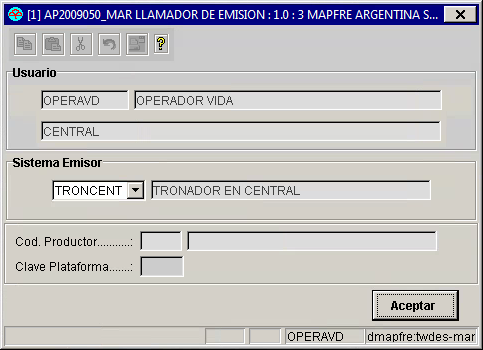 [1] AP2009050_MAR LLAMADOR DE EMISION : 1.0 : 3 MAPFRE ARGENTINA S...
Usuario
OPERAVD OPERADOR VIDA
CENTRAL
Sistema Emisor
TRONCENT TRONADOR EN CENTRAL
Cod. Productor...........:
Clave Plataforma.......:
Aceptar
OPERAVD dmapfre:twdes-mar